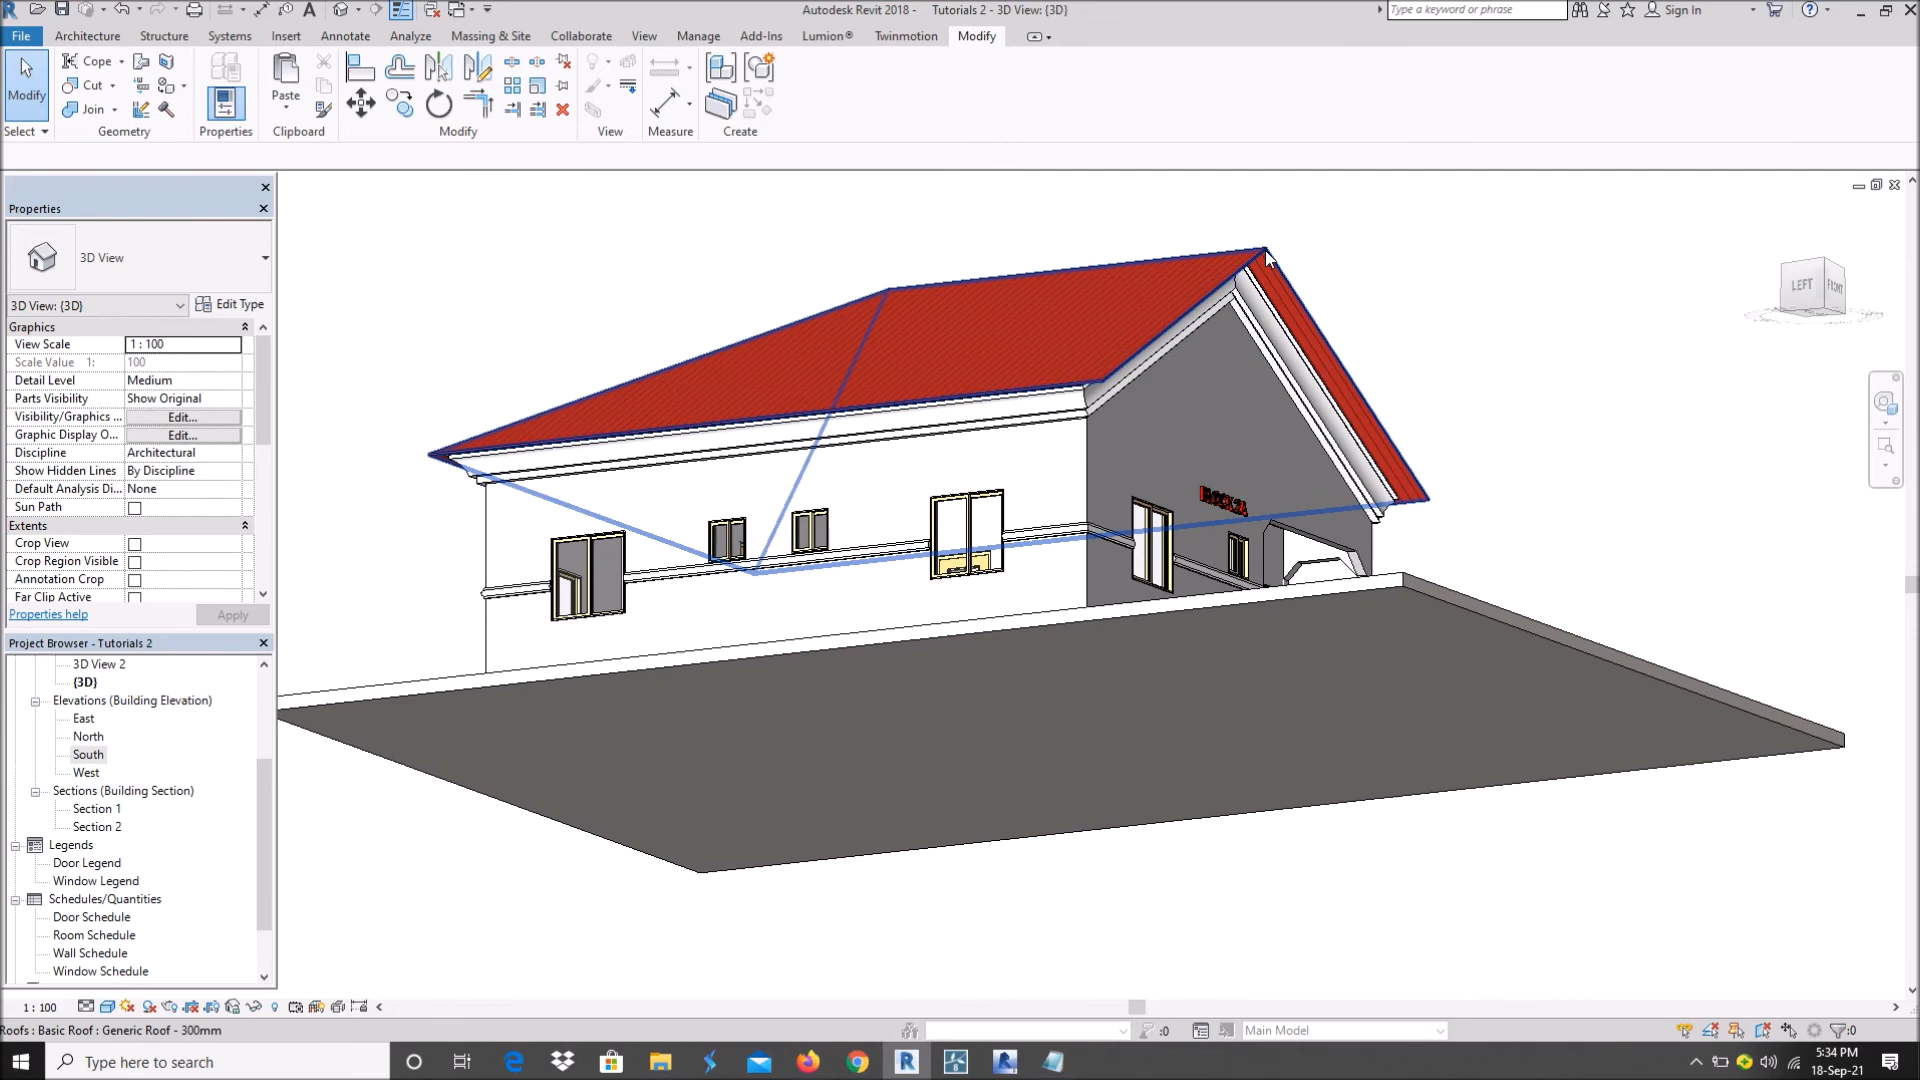 Autodesk Revit 2018 - Tutorials 2 - 3D View: {3D}
Type a keyword or phrase
Sign In
File Architecture Structure Systems Insert Annotate Analyze Massing & Site Collaborate View Manage Add-Ins Lumion® Twinmotion Modify
Modify
Cope
Cut
Join
Paste
Select Geometry Properties Clipboard Modify View Measure Create
Properties
3D View
3D View: {3D} Edit Type
Graphics
View Scale 1 : 100
Scale Value 1: 100
Detail Level Medium
Parts Visibility Show Original
Visibility/Graphics ... Edit...
Graphic Display O... Edit...
Discipline Architectural
Show Hidden Lines By Discipline
Default Analysis Di... None
Sun Path
Extents
Crop View
Crop Region Visible
Annotation Crop
Far Clip Active
Properties help Apply
Project Browser - Tutorials 2
3D View 2
{3D}
Elevations (Building Elevation)
East
North
South
West
Sections (Building Section)
Section 1
Section 2
Legends
Door Legend
Window Legend
Schedules/Quantities
Door Schedule
Room Schedule
Wall Schedule
Window Schedule
LEFT FRONT
1 : 100
Roofs : Basic Roof : Generic Roof - 300mm
:0
Main Model
:0
Type here to search
5:34 PM
18-Sep-21